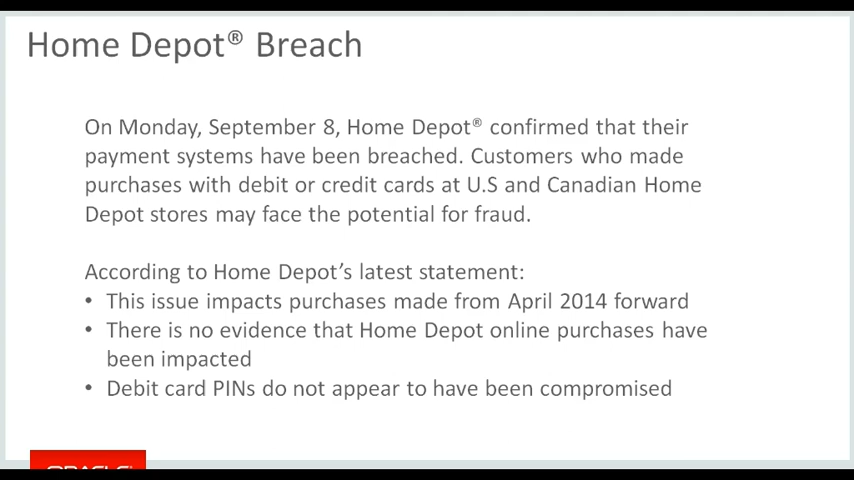 Home Depot® Breach
On Monday, September 8, Home Depot® confirmed that their
payment systems have been breached. Customers who made
purchases with debit or credit cards at U.S and Canadian Home
Depot stores may face the potential for fraud.
According to Home Depot's latest statement:
• This issue impacts purchases made from April 2014 forward
• There is no evidence that Home Depot online purchases have
been impacted
• Debit card PINs do not appear to have been compromised
ORACLE